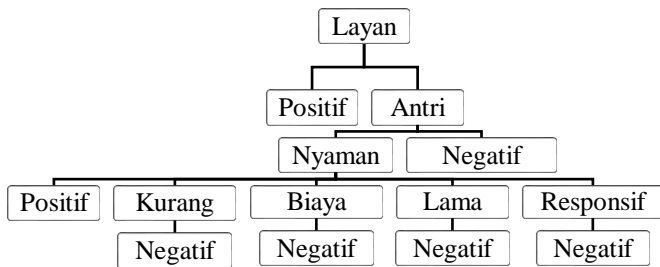 Layan
Positif Antri
Nyaman Negatif
Positif Kurang Biaya Lama Responsif
Negatif Negatif Negatif Negatif